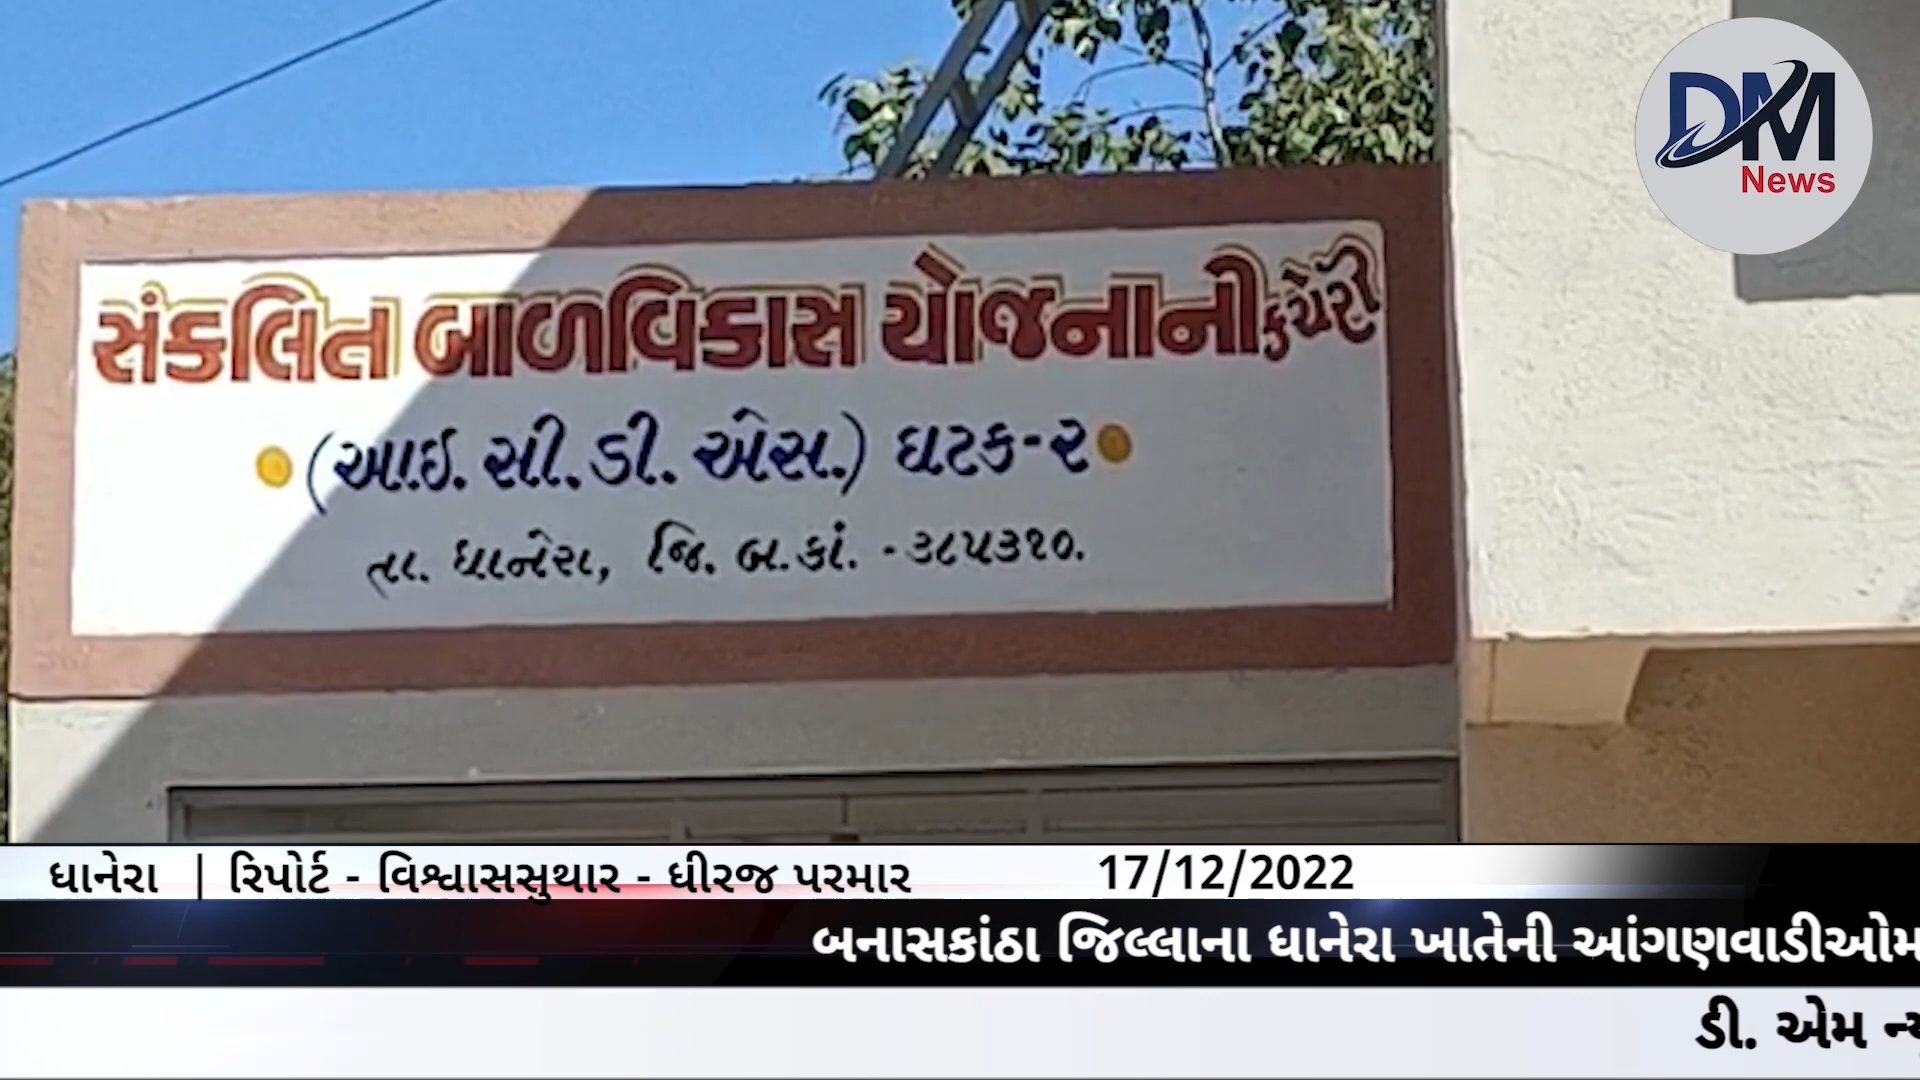 DM
News
સંકલિત બાળવિકાસ યોજનાની કચેરી
(આઈ. સી. ડી. એસ.) ઘટક-૨
તા. ધાનેરા, જિ. બ.કાં. -૩૮૫૩૧૦.
ધાનેરા | રિપોર્ટ - વિશ્વાસસુથાર - ધીરજ પરમાર 17/12/2022
બનાસકાંઠા જિલ્લાના ધાનેરા ખાતેની આંગણવાડીઓમ
ડી. એમ